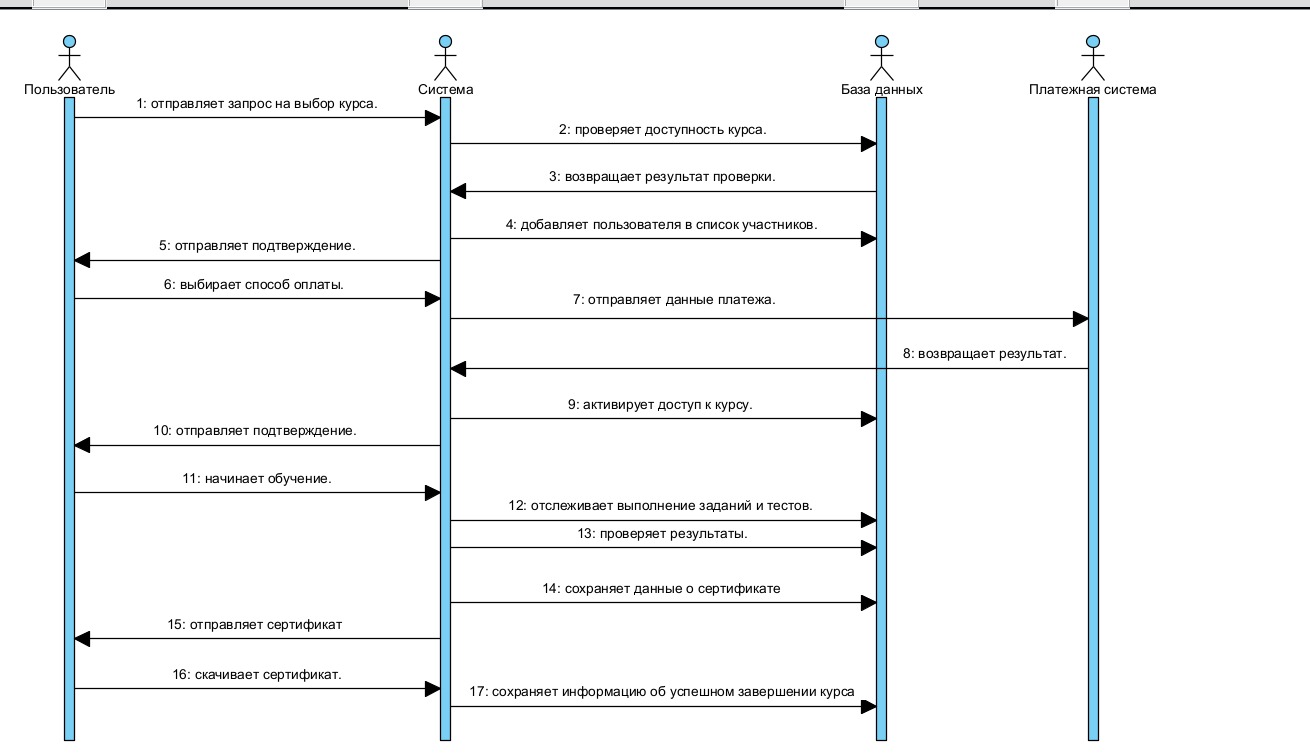 Пользователь
Система
База данных
Платежная система
1: отправляет запрос на выбор курса.
2: проверяет доступность курса.
3: возвращает результат проверки.
4: добавляет пользователя в список участников.
5: отправляет подтверждение.
6: выбирает способ оплаты.
7: отправляет данные платежа.
8: возвращает результат.
9: активирует доступ к курсу.
10: отправляет подтверждение.
11: начинает обучение.
12: отслеживает выполнение заданий и тестов.
13: проверяет результаты.
14: сохраняет данные о сертификате
15: отправляет сертификат
16: скачивает сертификат.
17: сохраняет информацию об успешном завершении курса